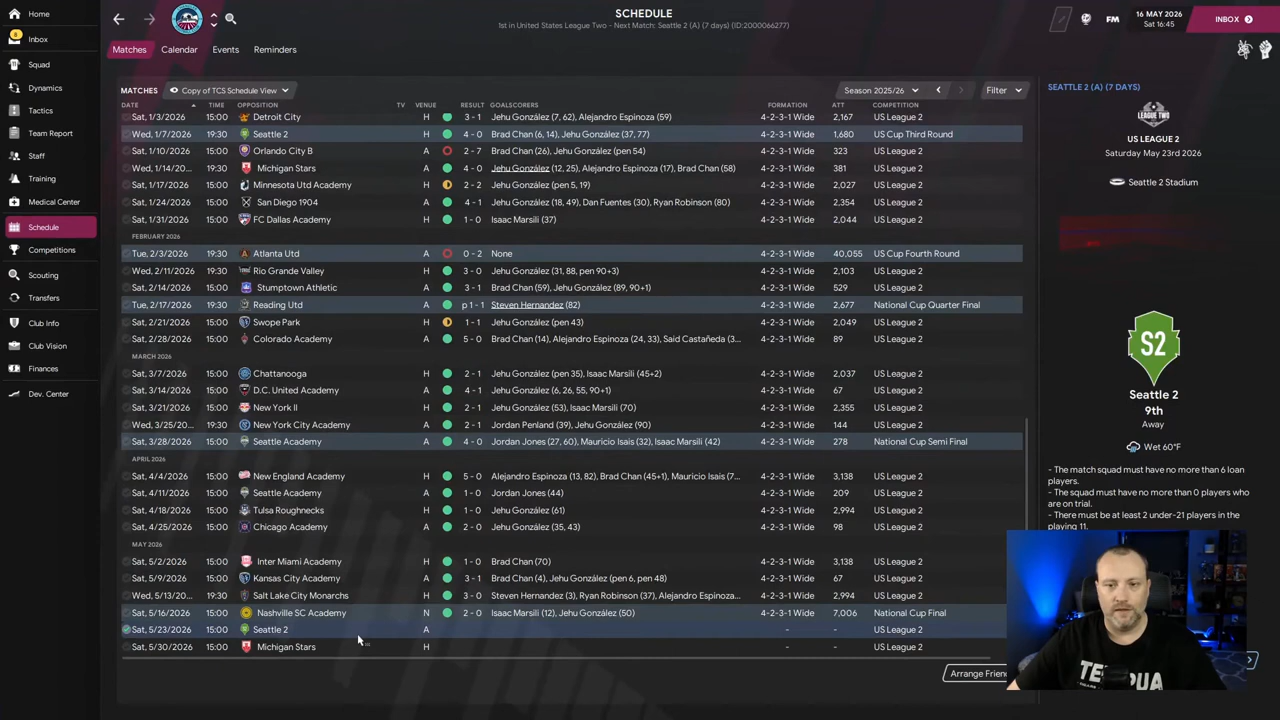 SCHEDULE
1st in United States League Two - Next Match: Seattle 2 (A) (7 days) (ID:2000066277)
FM
16 MAY 2026
Sat 16:45
INBOX
Home
8
Inbox
Squad
Dynamics
Tactics
Team Report
Staff
Training
Medical Center
Schedule
Competitions
Scouting
Transfers
Club Info
Club Vision
Finances
Dev. Center
Matches Calendar Events Reminders
MATCHES Copy of TCS Schedule View Season 2025/26 Filter
DATE TIME OPPOSITION TV VENUE RESULT GOALSCORERS FORMATION ATT COMPETITION
Sat, 1/3/2026 15:00 Detroit City H 3 - 1 Jehu González (7, 62), Alejandro Espinoza (59) 4-2-3-1 Wide 2,167 US League 2
Wed, 1/7/2026 19:30 Seattle 2 H 4 - 0 Brad Chan (6, 14), Jehu González (37, 77) 4-2-3-1 Wide 1,680 US Cup Third Round
Sat, 1/10/2026 15:00 Orlando City B A 2 - 7 Brad Chan (26), Jehu González (pen 54) 4-2-3-1 Wide 323 US League 2
Wed, 1/14/20... 19:30 Michigan Stars A 4 - 0 Jehu González (12, 25), Alejandro Espinoza (17), Brad Chan (58) 4-2-3-1 Wide 381 US League 2
Sat, 1/17/2026 15:00 Minnesota Utd Academy H 2 - 2 Jehu González (pen 5, 19) 4-2-3-1 Wide 2,027 US League 2
Sat, 1/24/2026 15:00 San Diego 1904 H 4 - 1 Jehu González (18, 49), Dan Fuentes (30), Ryan Robinson (80) 4-2-3-1 Wide 2,354 US League 2
Sat, 1/31/2026 15:00 FC Dallas Academy H 1 - 0 Isaac Marsili (37) 4-2-3-1 Wide 2,044 US League 2
FEBRUARY 2026
Tue, 2/3/2026 19:30 Atlanta Utd A 0 - 2 None 4-2-3-1 Wide 40,055 US Cup Fourth Round
Wed, 2/11/2026 19:30 Rio Grande Valley H 3 - 0 Jehu González (31, 88, pen 90+3) 4-2-3-1 Wide 2,103 US League 2
Sat, 2/14/2026 15:00 Stumptown Athletic A 3 - 1 Brad Chan (59), Jehu González (89, 90+1) 4-2-3-1 Wide 529 US League 2
Tue, 2/17/2026 19:30 Reading Utd A p 1 - 1 Steven Hernandez (82) 4-2-3-1 Wide 2,677 National Cup Quarter Final
Sat, 2/21/2026 15:00 Swope Park H 1 - 1 Jehu González (pen 43) 4-2-3-1 Wide 2,049 US League 2
Sat, 2/28/2026 15:00 Colorado Academy A 5 - 0 Brad Chan (14), Alejandro Espinoza (24, 33), Said Castañeda (3... 4-2-3-1 Wide 89 US League 2
MARCH 2026
Sat, 3/7/2026 15:00 Chattanooga H 2 - 1 Jehu González (pen 35), Isaac Marsili (45+2) 4-2-3-1 Wide 2,037 US League 2
Sat, 3/14/2026 15:00 D.C. United Academy A 4 - 1 Jehu González (6, 26, 55, 90+1) 4-2-3-1 Wide 67 US League 2
Sat, 3/21/2026 15:00 New York II H 2 - 1 Jehu González (53), Isaac Marsili (70) 4-2-3-1 Wide 2,355 US League 2
Wed, 3/25/20... 19:30 New York City Academy A 2 - 1 Jordan Penland (39), Jehu González (90) 4-2-3-1 Wide 144 US League 2
Sat, 3/28/2026 15:00 Seattle Academy A 4 - 0 Jordan Jones (27, 60), Mauricio Isais (32), Isaac Marsili (42) 4-2-3-1 Wide 278 National Cup Semi Final
APRIL 2026
Sat, 4/4/2026 15:00 New England Academy H 5 - 0 Alejandro Espinoza (13, 82), Brad Chan (45+1), Mauricio Isais (7... 4-2-3-1 Wide 3,138 US League 2
Sat, 4/11/2026 15:00 Seattle Academy A 1 - 0 Jordan Jones (44) 4-2-3-1 Wide 209 US League 2
Sat, 4/18/2026 15:00 Tulsa Roughnecks H 1 - 0 Jehu González (61) 4-2-3-1 Wide 2,994 US League 2
Sat, 4/25/2026 15:00 Chicago Academy A 2 - 0 Jehu González (35, 43) 4-2-3-1 Wide 98 US League 2
MAY 2026
Sat, 5/2/2026 15:00 Inter Miami Academy H 1 - 0 Brad Chan (70) 4-2-3-1 Wide 3,138 US League 2
Sat, 5/9/2026 15:00 Kansas City Academy A 3 - 1 Brad Chan (4), Jehu González (pen 6, pen 48) 4-2-3-1 Wide 67 US League 2
Wed, 5/13/20... 19:30 Salt Lake City Monarchs H 3 - 0 Steven Hernandez (3), Ryan Robinson (37), Alejandro Espinoza... 4-2-3-1 Wide 2,994 US League 2
Sat, 5/16/2026 15:00 Nashville SC Academy N 2 - 0 Isaac Marsili (12), Jehu González (50) 4-2-3-1 Wide 7,006 National Cup Final
Sat, 5/23/2026 15:00 Seattle 2 A - - US League 2
Sat, 5/30/2026 15:00 Michigan Stars H - - US League 2
Arrange Frien
SEATTLE 2 (A) (7 DAYS)
LEAGUE TWO
US LEAGUE 2
Saturday May 23rd 2026
Seattle 2 Stadium
S2
Seattle 2
9th
Away
Wet 60°F
- The match squad must have no more than 6 loan
players.
- The squad must have no more than 0 players who
are on trial.
- There must be at least 2 under-21 players in the
playing 11.